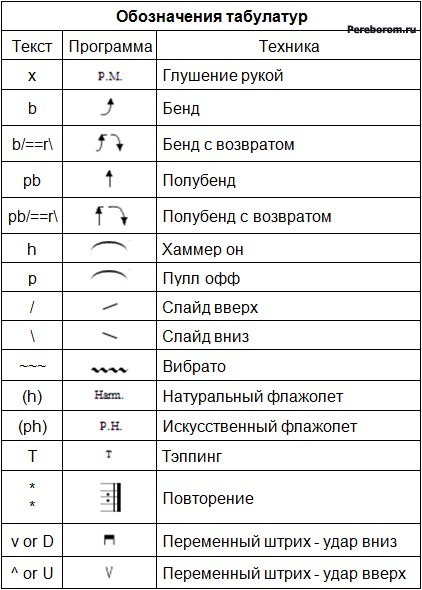 Обозначения табулатур
Pereborom.ru
Текст Программа Техника
x P.M. Глушение рукой
b Бенд
b/==r\ Бенд с возвратом
pb Полубенд
pb/==r\ Полубенд с возвратом
h Хаммер он
p Пулл офф
/ Слайд вверх
\ Слайд вниз
~~~ Вибрато
(h) Harm. Натуральный флажолет
(ph) P.H. Искусственный флажолет
T T Тэппинг
*
* Повторение
v or D Переменный штрих - удар вниз
^ or U V Переменный штрих - удар вверх